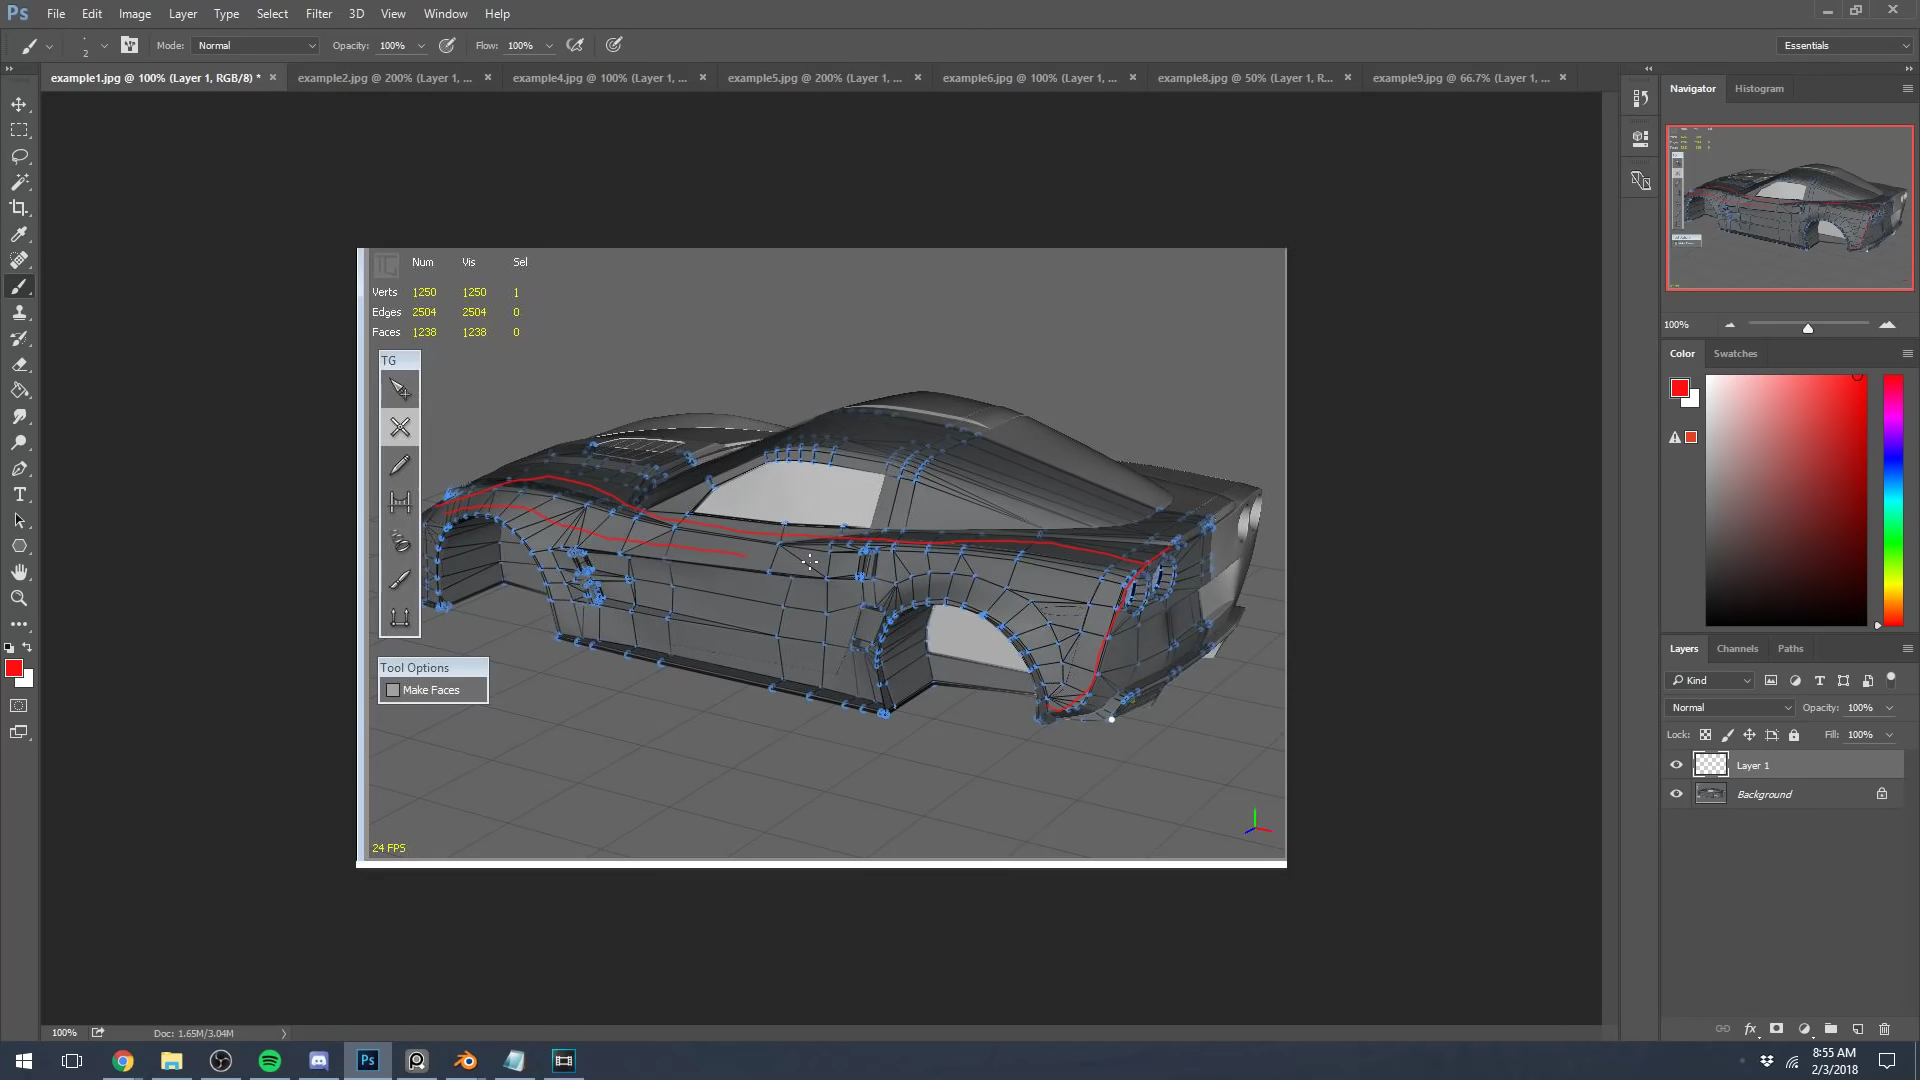 Ps File Edit Image Layer Type Select Filter 3D View Window Help
2 Mode: Normal Opacity: 100% Flow: 100% Essentials
example1.jpg @ 100% (Layer 1, RGB/8) * × example2.jpg @ 200% (Layer 1, ... × example4.jpg @ 100% (Layer 1, ... × example5.jpg @ 200% (Layer 1, ... × example6.jpg @ 100% (Layer 1, ... × example8.jpg @ 50% (Layer 1, R... × example9.jpg @ 66.7% (Layer 1, ... ×
Navigator Histogram
Num Vis Sel
Verts 1250 1250 1
Edges 2504 2504 0
Faces 1238 1238 0
100%
TG
Color Swatches
Tool Options
Make Faces
Layers Channels Paths
Kind
Normal Opacity: 100%
Lock: Fill: 100%
Layer 1
Background
24 FPS
100% Doc: 1.65M/3.04M
Ps
8:55 AM
2/3/2018